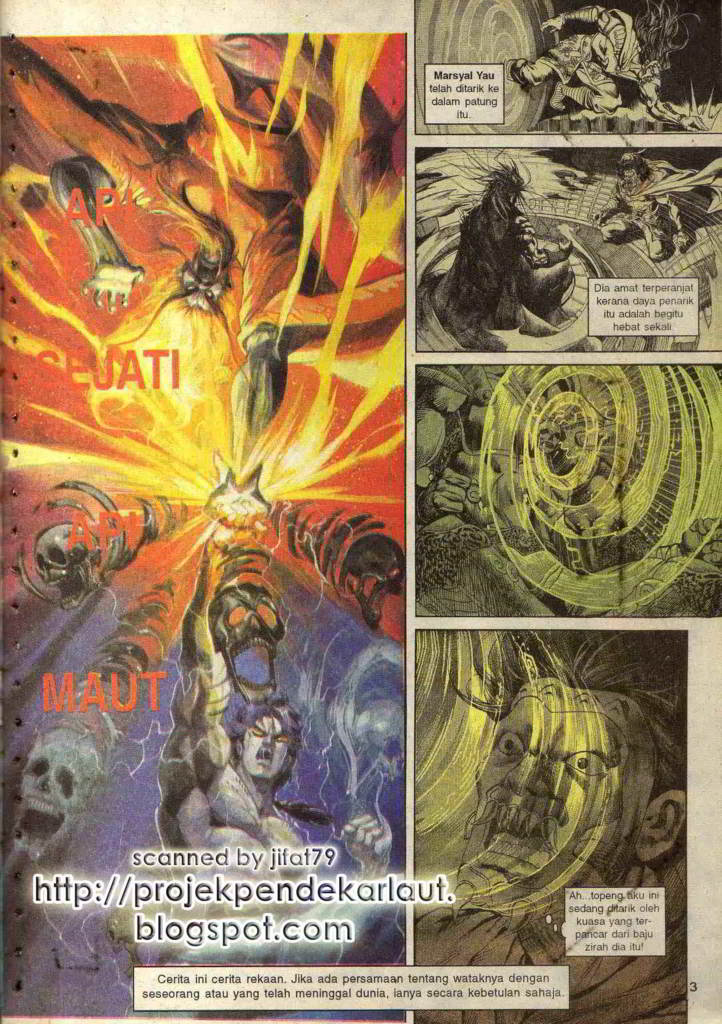 API
SEJATI
API
MAUT
scanned by jifat79
http://projekpendekarlaut.
blogspot.com
Marsyal Yau
telah ditarik ke
dalam patung
itu.
Dia amat terperanjat
kerana daya penarik
itu adalah begitu
hebat sekali
Ah...topeng aku ini
sedang ditarik oleh
kuasa yang ter-
pancar dari baju
zirah dia itu!
Cerita ini cerita rekaan. Jika ada persamaan tentang wataknya dengan
seseorang atau yang telah meninggal dunia, ianya secara kebetulan sahaja.
3